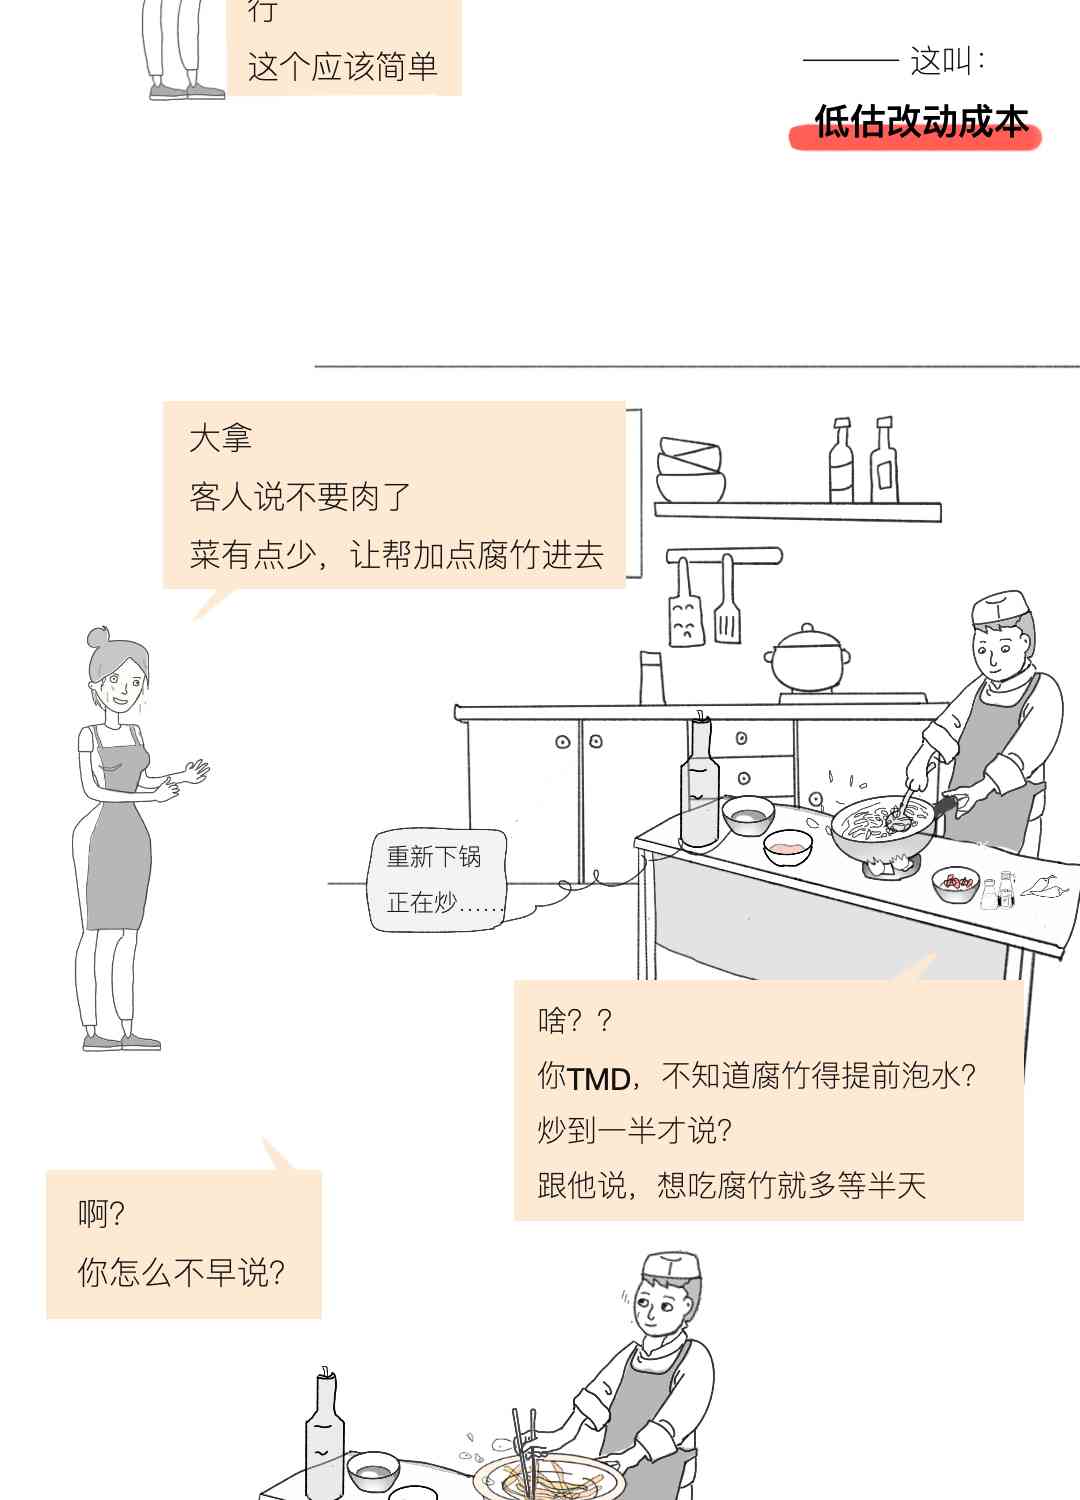 行
这个应该简单
——— 这叫：
低估改动成本
大拿
客人说不要肉了
菜有点少，让帮加点腐竹进去
重新下锅
正在炒……
啥？？
你TMD，不知道腐竹得提前泡水？
炒到一半才说？
跟他说，想吃腐竹就多等半天
啊？
你怎么不早说？